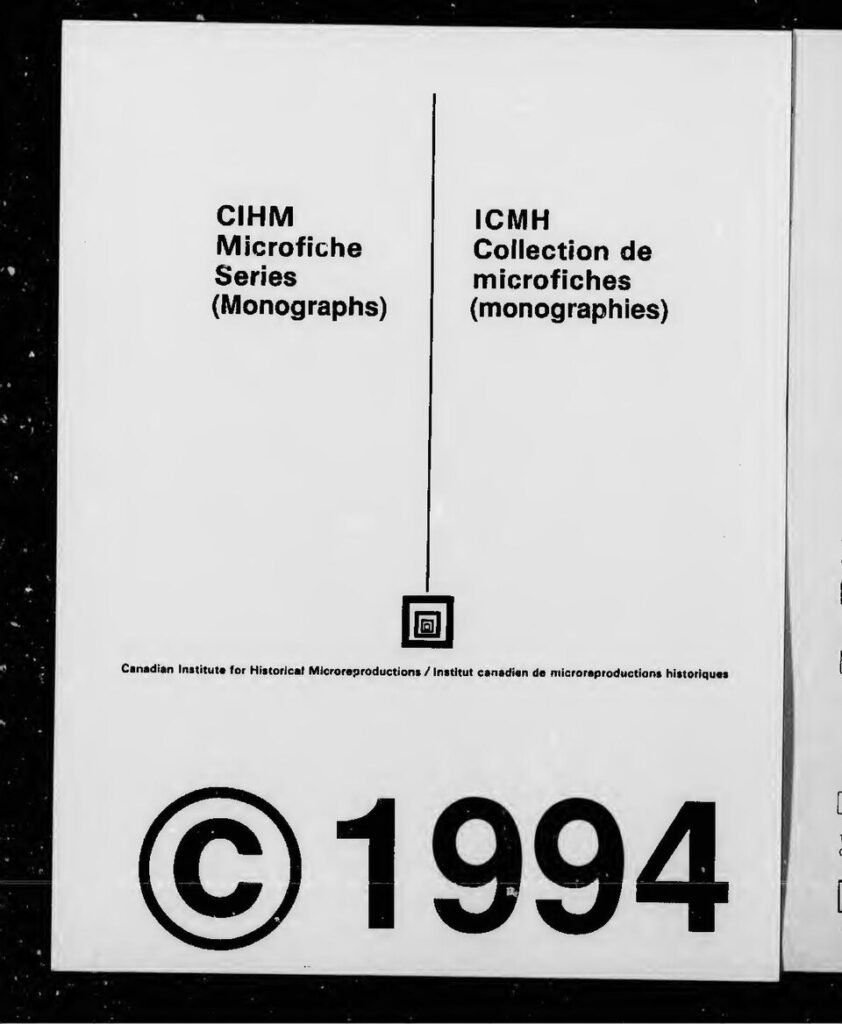 CIHM
Microfiche
Series
(Monographs)
ICMH
Collection de
microfiches
(monographies)
Canadian Institute for Historical Microreproductions / Institut canadien de microreproductions historiques
©1994